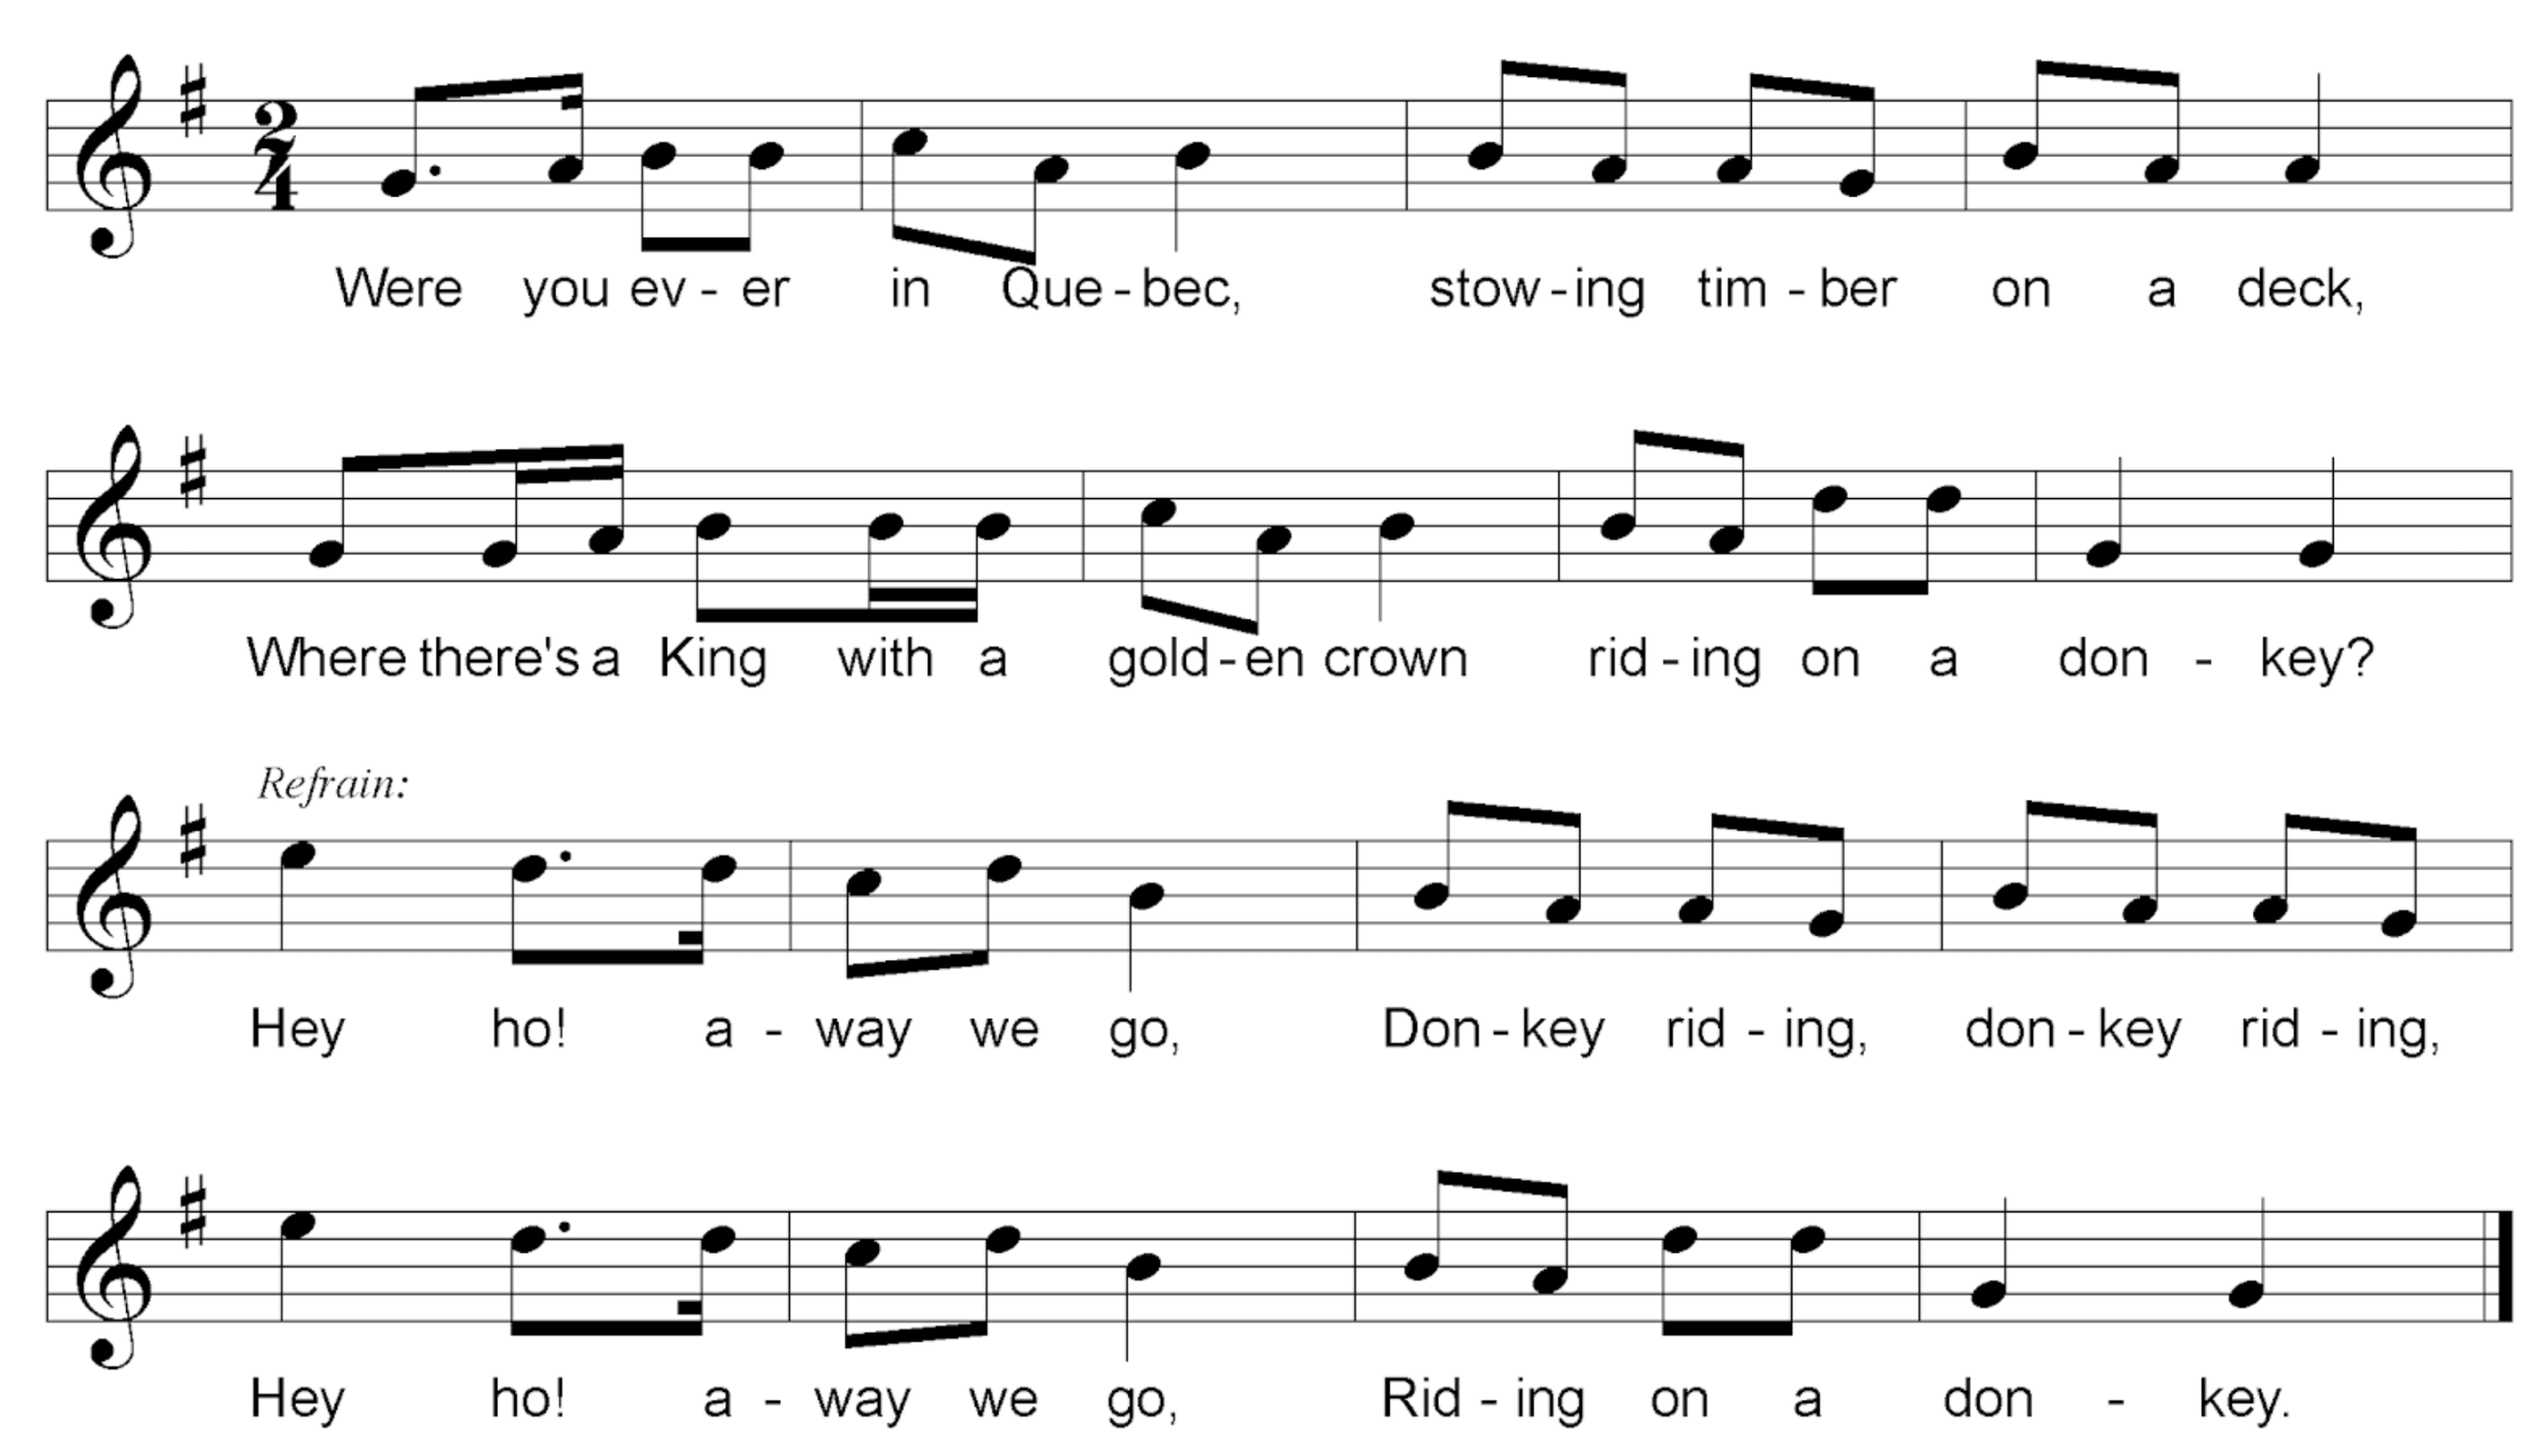 2 4
Were you ev - er in Que - bec, stow - ing tim - ber on a deck,
Where there's a King with a gold - en crown rid - ing on a don - key?
Refrain:
Hey ho! a - way we go, Don - key rid - ing, don - key rid - ing,
Hey ho! a - way we go, Rid - ing on a don - key.